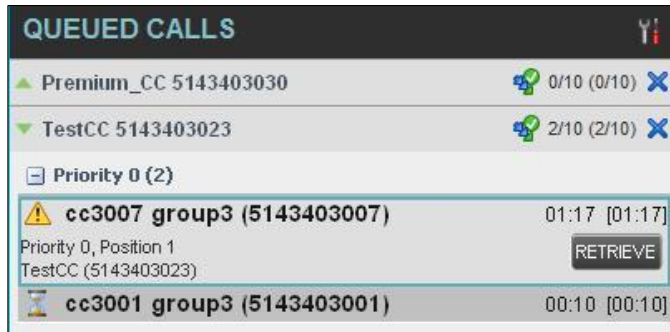 QUEUED CALLS
Premium_CC 5143403030 0/10 (0/10)
TestCC 5143403023 2/10 (2/10)
Priority 0 (2)
cc3007 group3 (5143403007) 01:17 [01:17]
Priority 0, Position 1 RETRIEVE
TestCC (5143403023)
cc3001 group3 (5143403001) 00:10 [00:10]